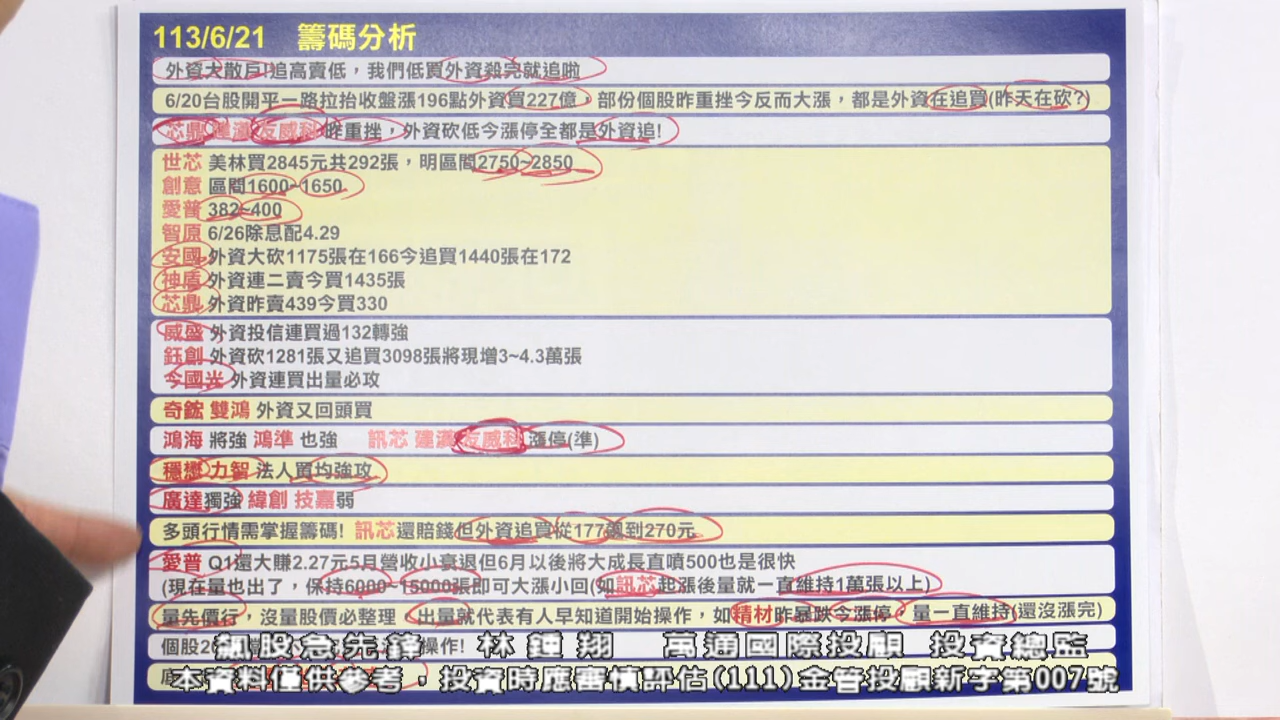 113/6/21 籌碼分析
外資大散戶!追高賣低，我們低買外資殺完就追啦
6/20台股開平一路拉抬收盤漲196點外資買227億，部份個股昨重挫今反而大漲，都是外資在追買(昨天在砍?)
芯鼎 建漢 友威科 昨重挫，外資砍低今漲停全都是外資追!
世芯 美林買2845元共292張，明區間2750~2850
創意 區間1600~1650
愛普 382~400
智原 6/26除息配4.29
安國 外資大砍1175張在166今追買1440張在172
神盾 外資連二賣今買1435張
芯鼎 外資昨賣439今買330
威盛 外資投信連買過132轉強
鈺創 外資砍1281張又追買3098張將現增3~4.3萬張
今國光 外資連買出量必攻
奇鋐 雙鴻 外資又回頭買
鴻海 將強 鴻準 也強 訊芯 建漢 友威科 漲停(準)
穩懋 力智 法人買均強攻
廣達獨強 緯創 技嘉弱
多頭行情需掌握籌碼! 訊芯還賠錢但外資追買從177飆到270元
愛普 Q1還大賺2.27元5月營收小衰退但6月以後將大成長直噴500也是很快
(現在量也出了，保持6000~15000張即可大漲小回(如訊芯起漲後量就一直維持1萬張以上)
量先價行，沒量股價必整理，出量就代表有人早知道開始操作，如精材昨暴跌今漲停，量一直維持(還沒漲完)
個股20 操作!
飆股急先鋒 林鍾翔 萬通國際投顧 投資總監
本資料僅供參考，投資時應審慎評估(111)金管投顧新字第007號